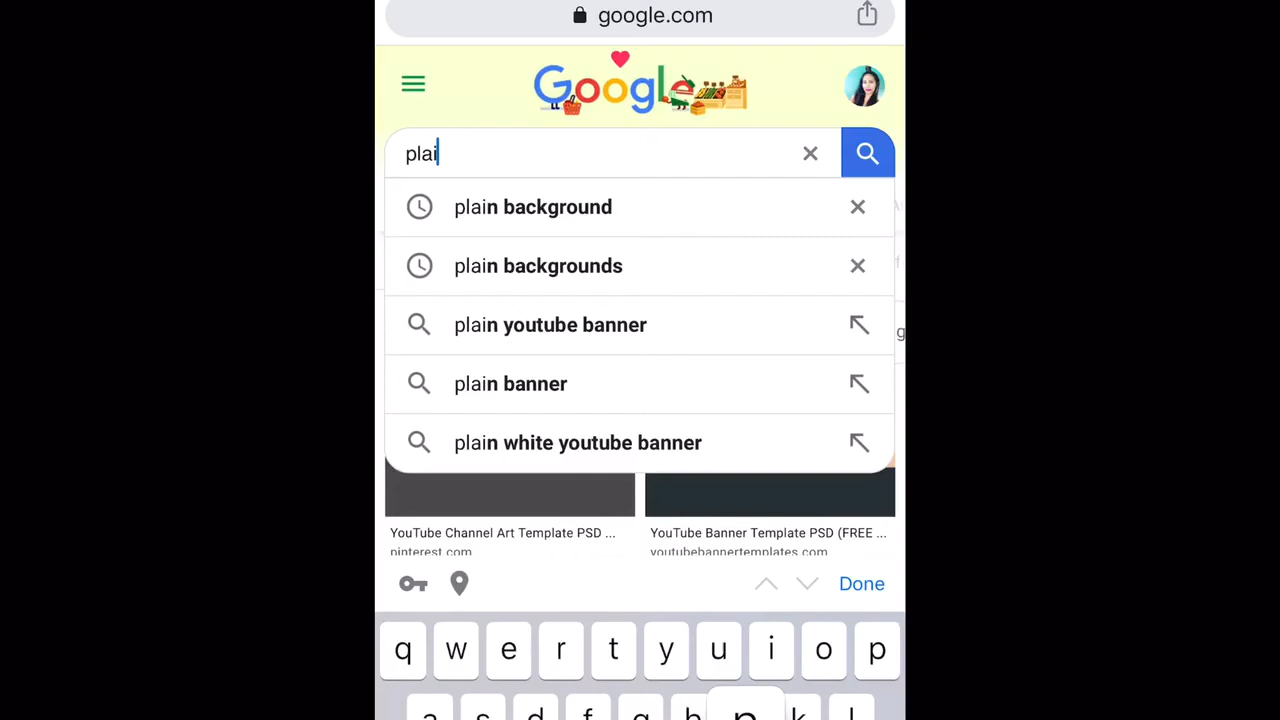 google.com
Google
plai
plain background
plain backgrounds
plain youtube banner
plain banner
plain white youtube banner
YouTube Channel Art Template PSD ...
YouTube Banner Template PSD (FREE ...
pinterest.com
youtubebannertemplates.com
Done
q w e r t y u i o p
a s d f g h k l